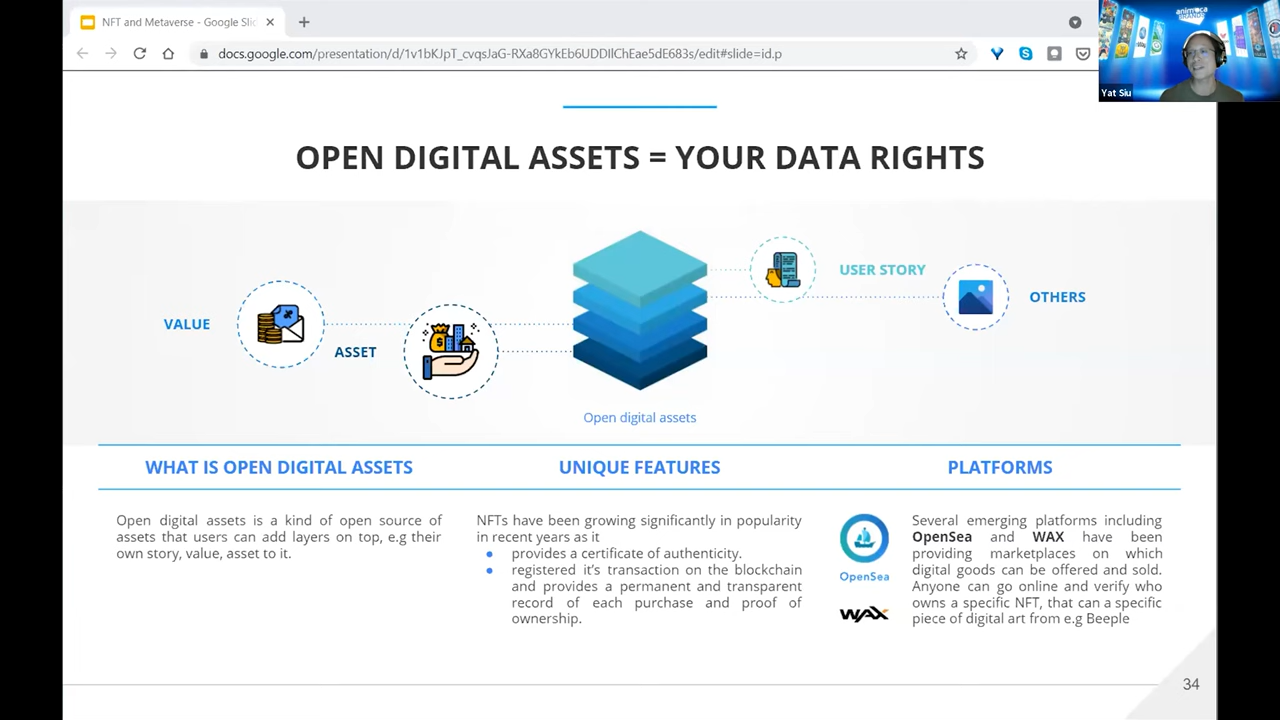 NFT and Metaverse - Google Slid
docs.google.com/presentation/d/1v1bKJpT_cvqsJaG-RXa8GYkEb6UDDIlChEae5dE683s/edit#slide=id.p
animoca
BRANDS
Yat Siu
OPEN DIGITAL ASSETS = YOUR DATA RIGHTS
VALUE
ASSET
USER STORY
OTHERS
Open digital assets
WHAT IS OPEN DIGITAL ASSETS
Open digital assets is a kind of open source of
assets that users can add layers on top, e.g their
own story, value, asset to it.
UNIQUE FEATURES
NFTs have been growing significantly in popularity
in recent years as it
● provides a certificate of authenticity.
● registered it's transaction on the blockchain
and provides a permanent and transparent
record of each purchase and proof of
ownership.
PLATFORMS
OpenSea
WAX
Several emerging platforms including
OpenSea and WAX have been
providing marketplaces on which
digital goods can be offered and sold.
Anyone can go online and verify who
owns a specific NFT, that can a specific
piece of digital art from e.g Beeple
34